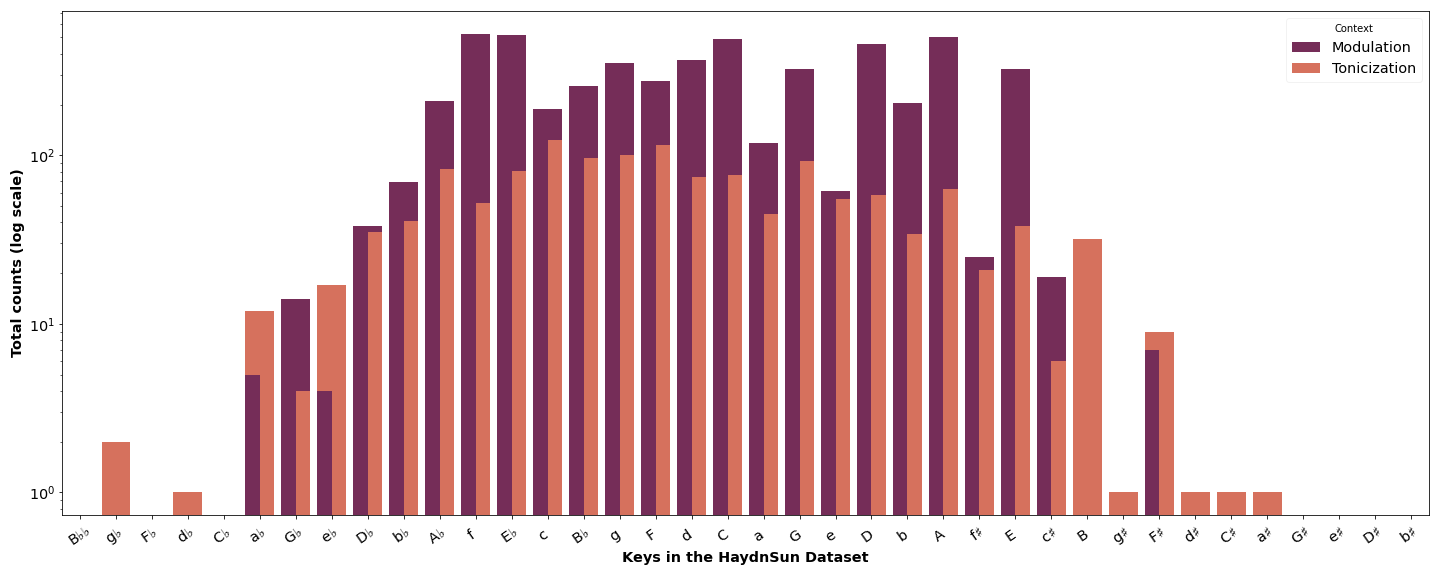 Context
Modulation
Tonicization
Total counts (log scale)
10²
10¹
10⁰
B♭♭ g♭ F♭ d♭ C♭ a♭ G♭ e♭ D♭ b♭ A♭ f E♭ c B♭ g F d C a G e D b A f♯ E c♯ B g♯ F♯ d♯ C♯ a♯ G♯ e♯ D♯ b♯
Keys in the HaydnSun Dataset